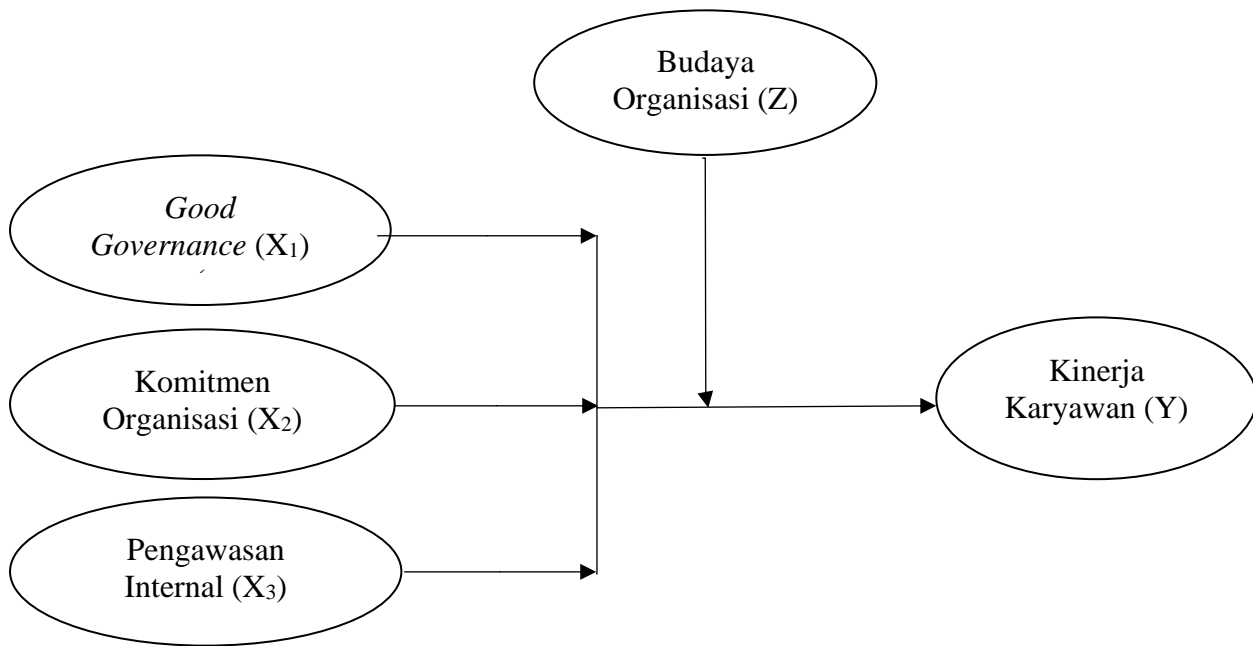 Budaya
Organisasi (Z)
Good
Governance (X₁)
Komitmen
Organisasi (X₂)
Kinerja
Karyawan (Y)
Pengawasan
Internal (X₃)